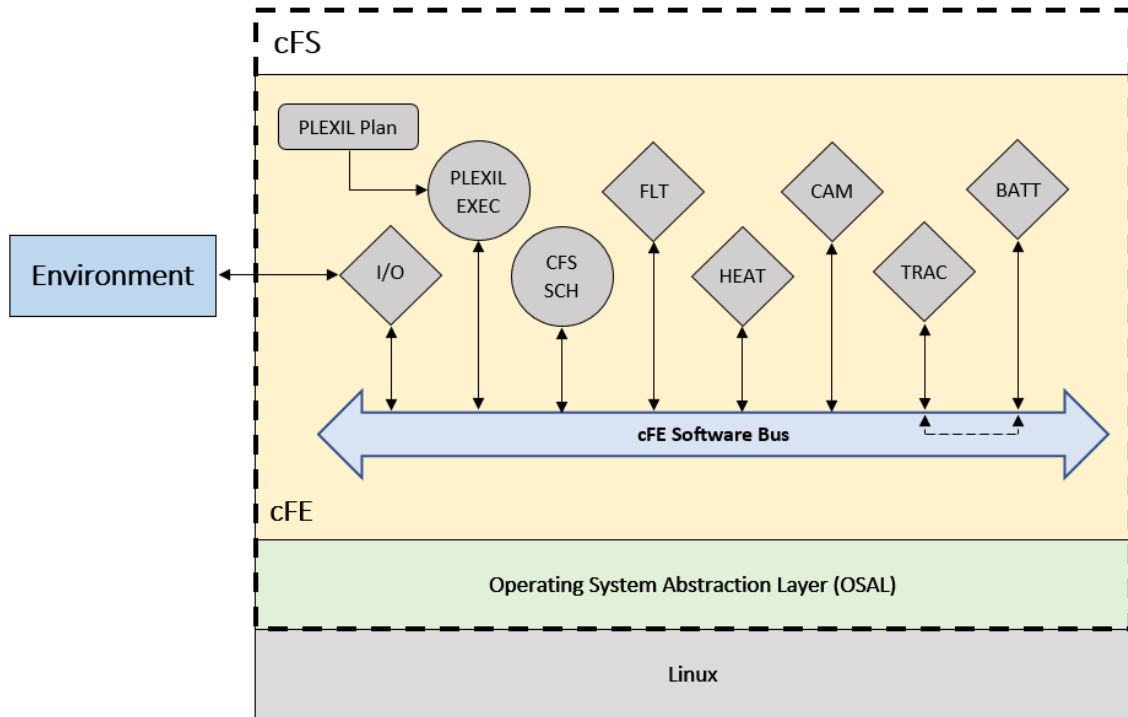 cFS
PLEXIL Plan
PLEXIL
EXEC
FLT
CAM
BATT
Environment
I/O
CFS
SCH
HEAT
TRAC
cFE Software Bus
cFE
Operating System Abstraction Layer (OSAL)
Linux